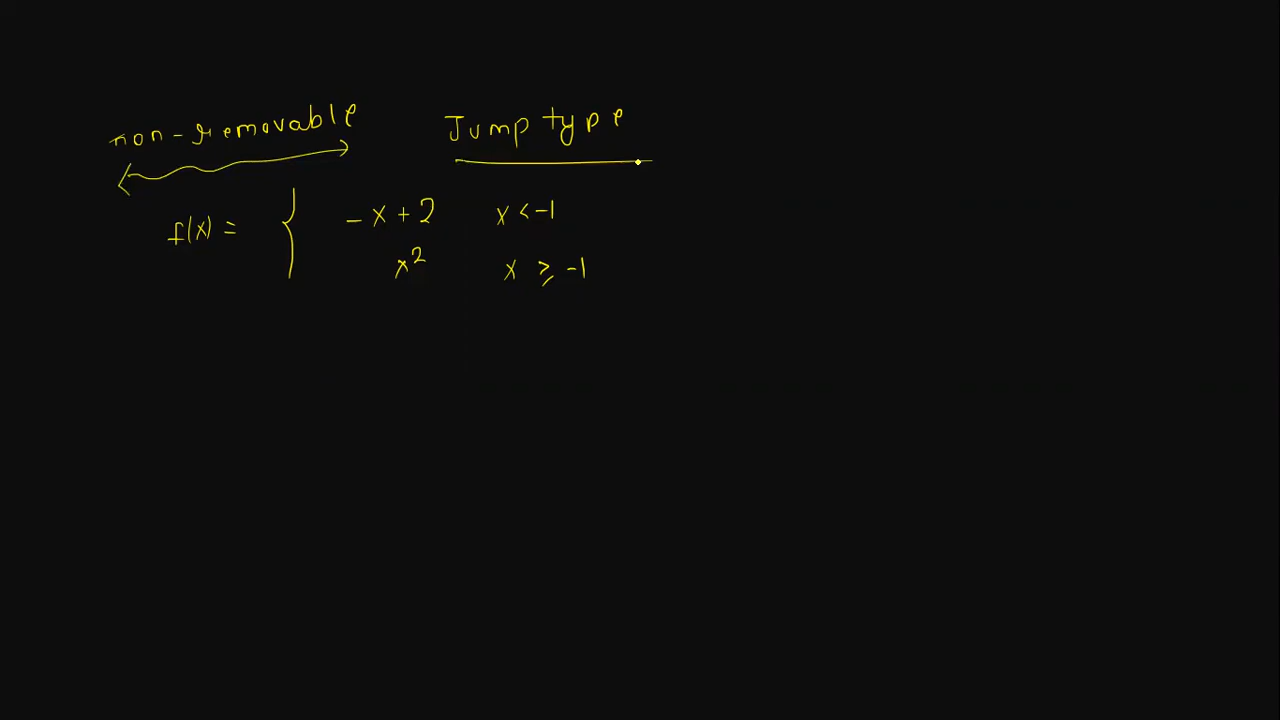 non-removable Jump type
f(x) = { -x + 2 x < -1
x² x ≥ -1